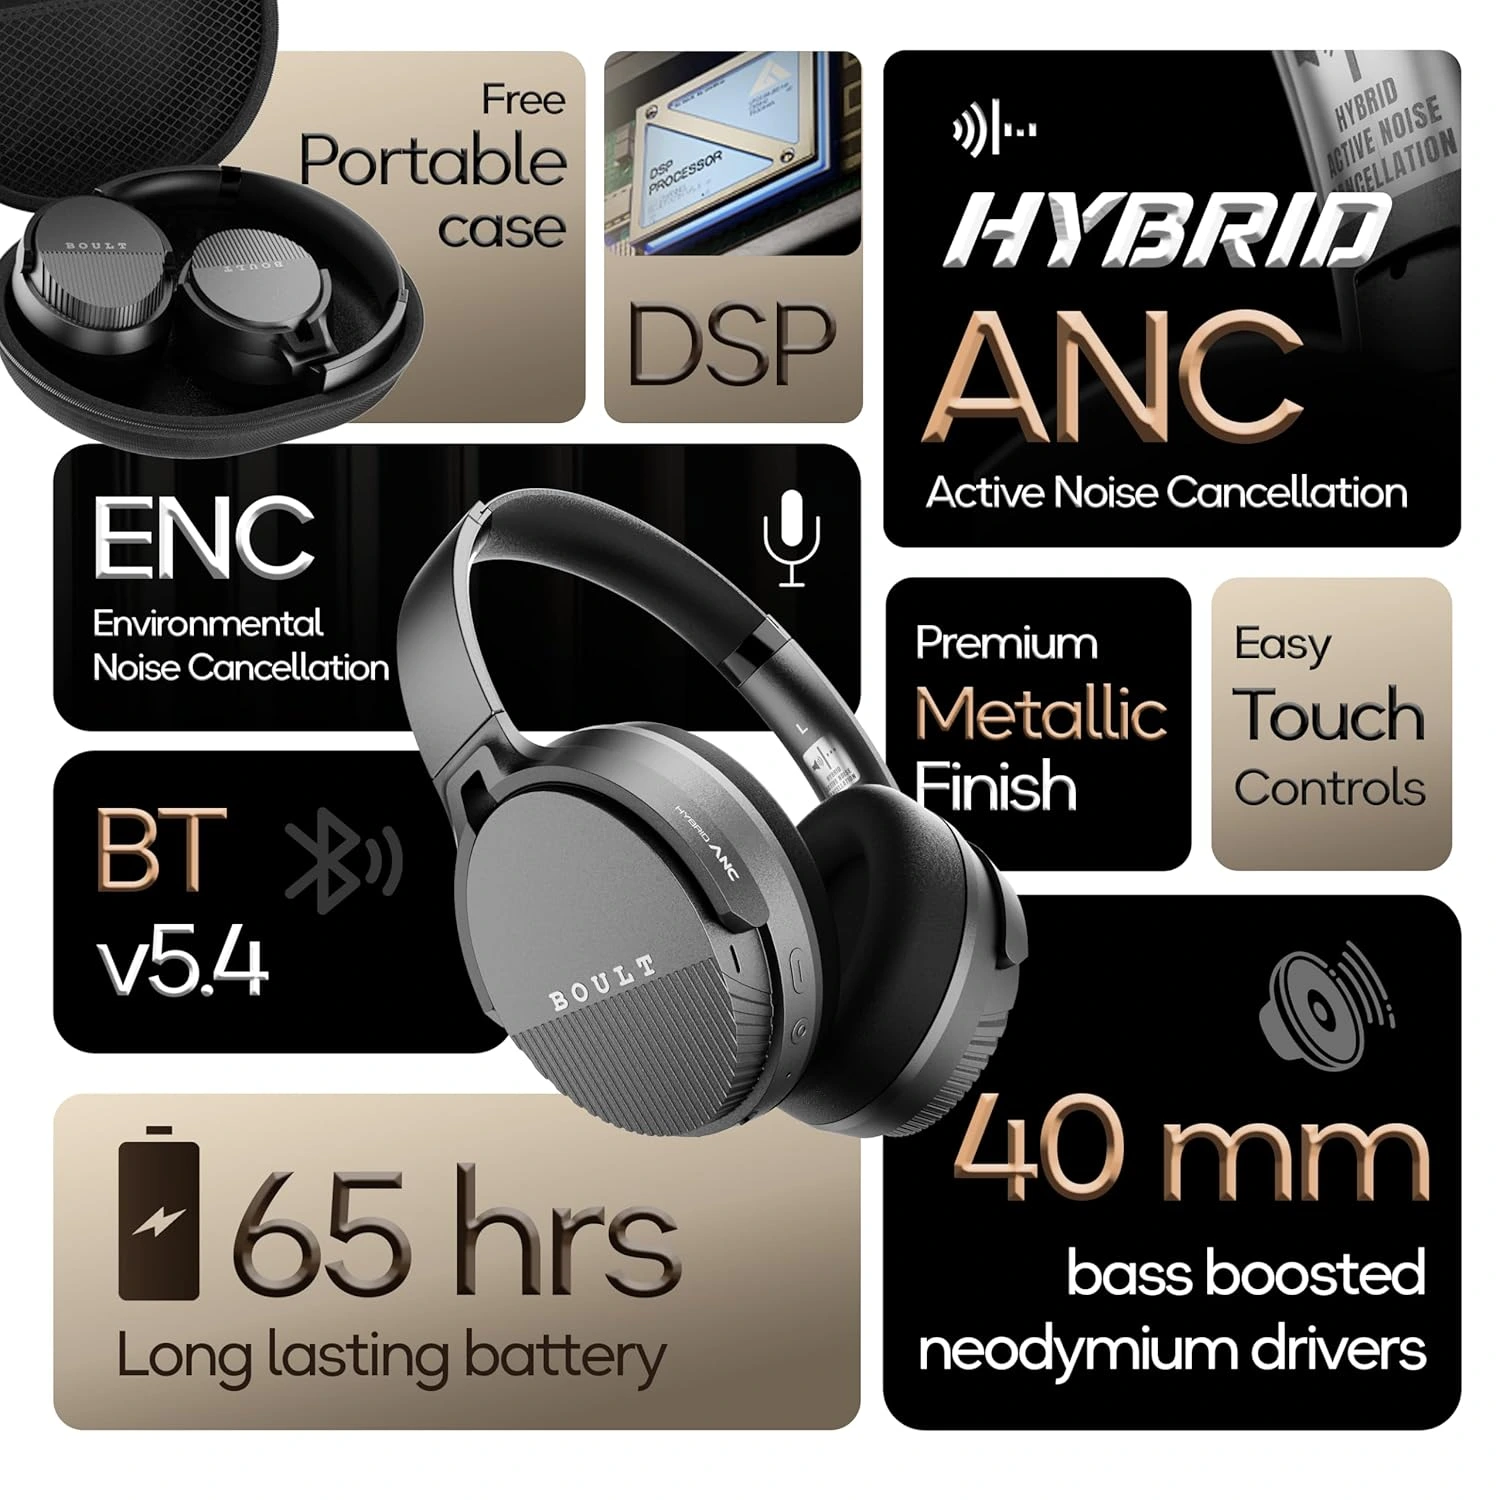 Free
Portable
case
BOULT
BOULT
DSP
PROCESSOR
DSP
HYBRID
ACTIVE NOISE
CANCELLATION
HYBRID
ANC
Active Noise Cancellation
ENC
Environmental
Noise Cancellation
Premium
Metallic
Finish
Easy
Touch
Controls
BT
v5.4
L
HYBRID
HYBRID ANC
BOULT
65 hrs
Long lasting battery
40 mm
bass boosted
neodymium drivers